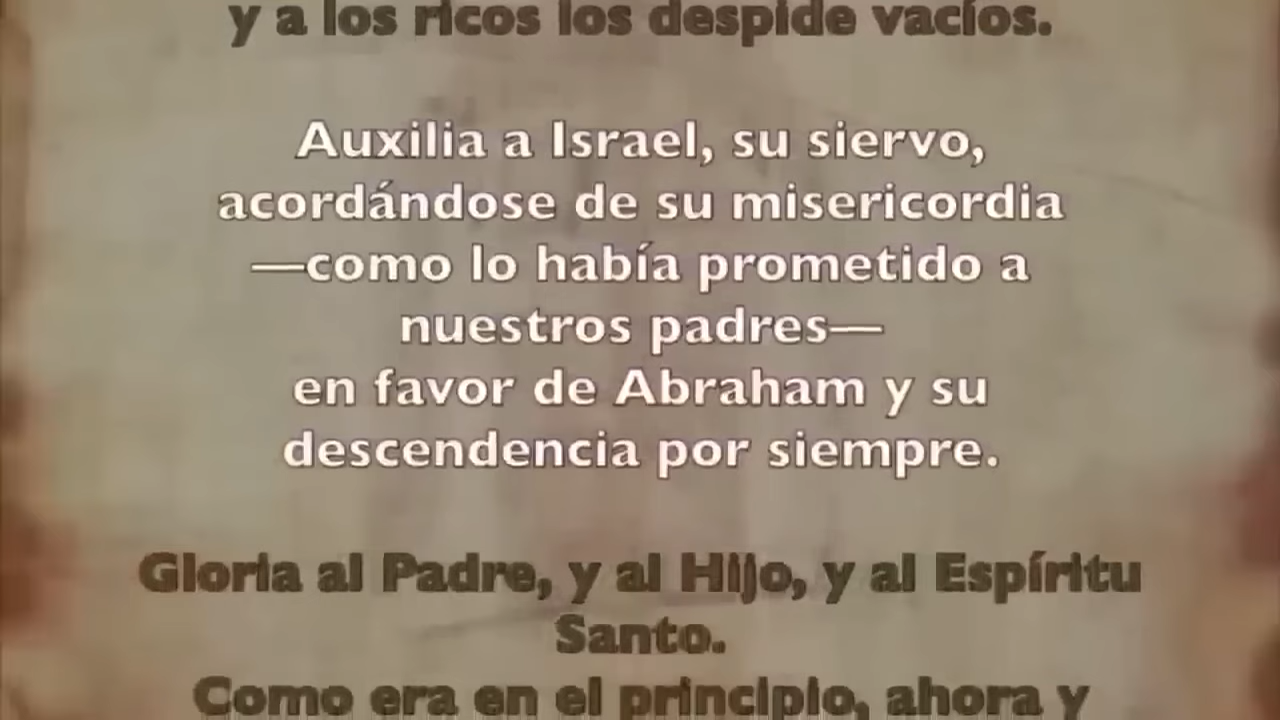 y a los ricos los despide vacíos.
Auxilia a Israel, su siervo,
acordándose de su misericordia
—como lo había prometido a
nuestros padres—
en favor de Abraham y su
descendencia por siempre.
Gloria al Padre, y al Hijo, y al Espíritu
Santo.
Como era en el principio, ahora y